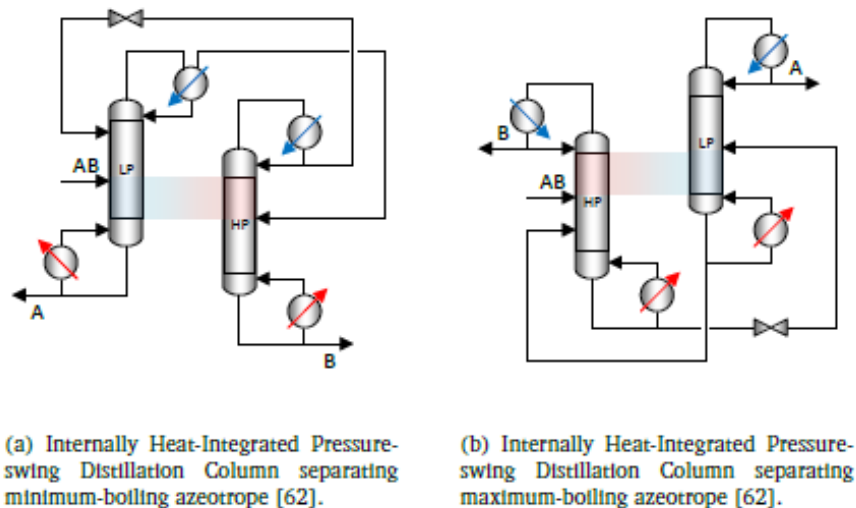 AB
LP
HP
A
B
B
A
AB
LP
HP
(a) Internally Heat-Integrated Pressure-
swing Distillation Column separating
minimum-boiling azeotrope [62].
(b) Internally Heat-Integrated Pressure-
swing Distillation Column separating
maximum-boiling azeotrope [62].